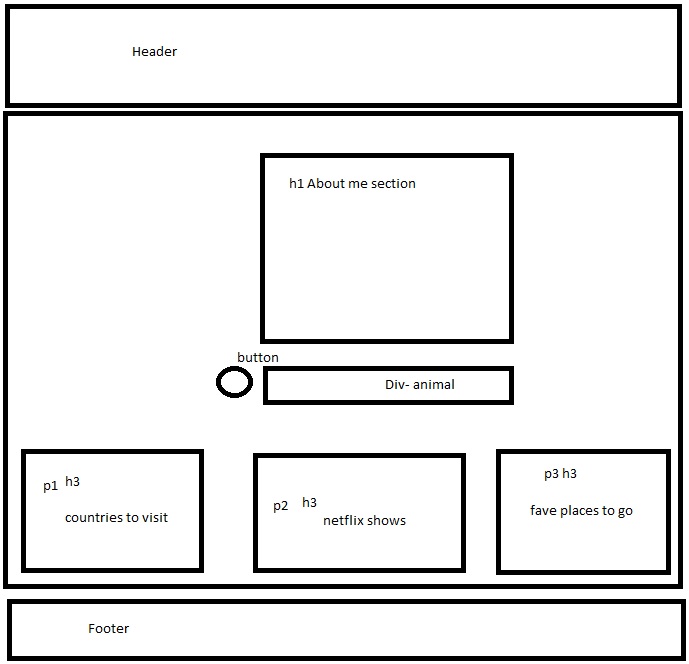 Header
h1 About me section
button
Div- animal
p1 h3
countries to visit
p2 h3
netflix shows
p3 h3
fave places to go
Footer